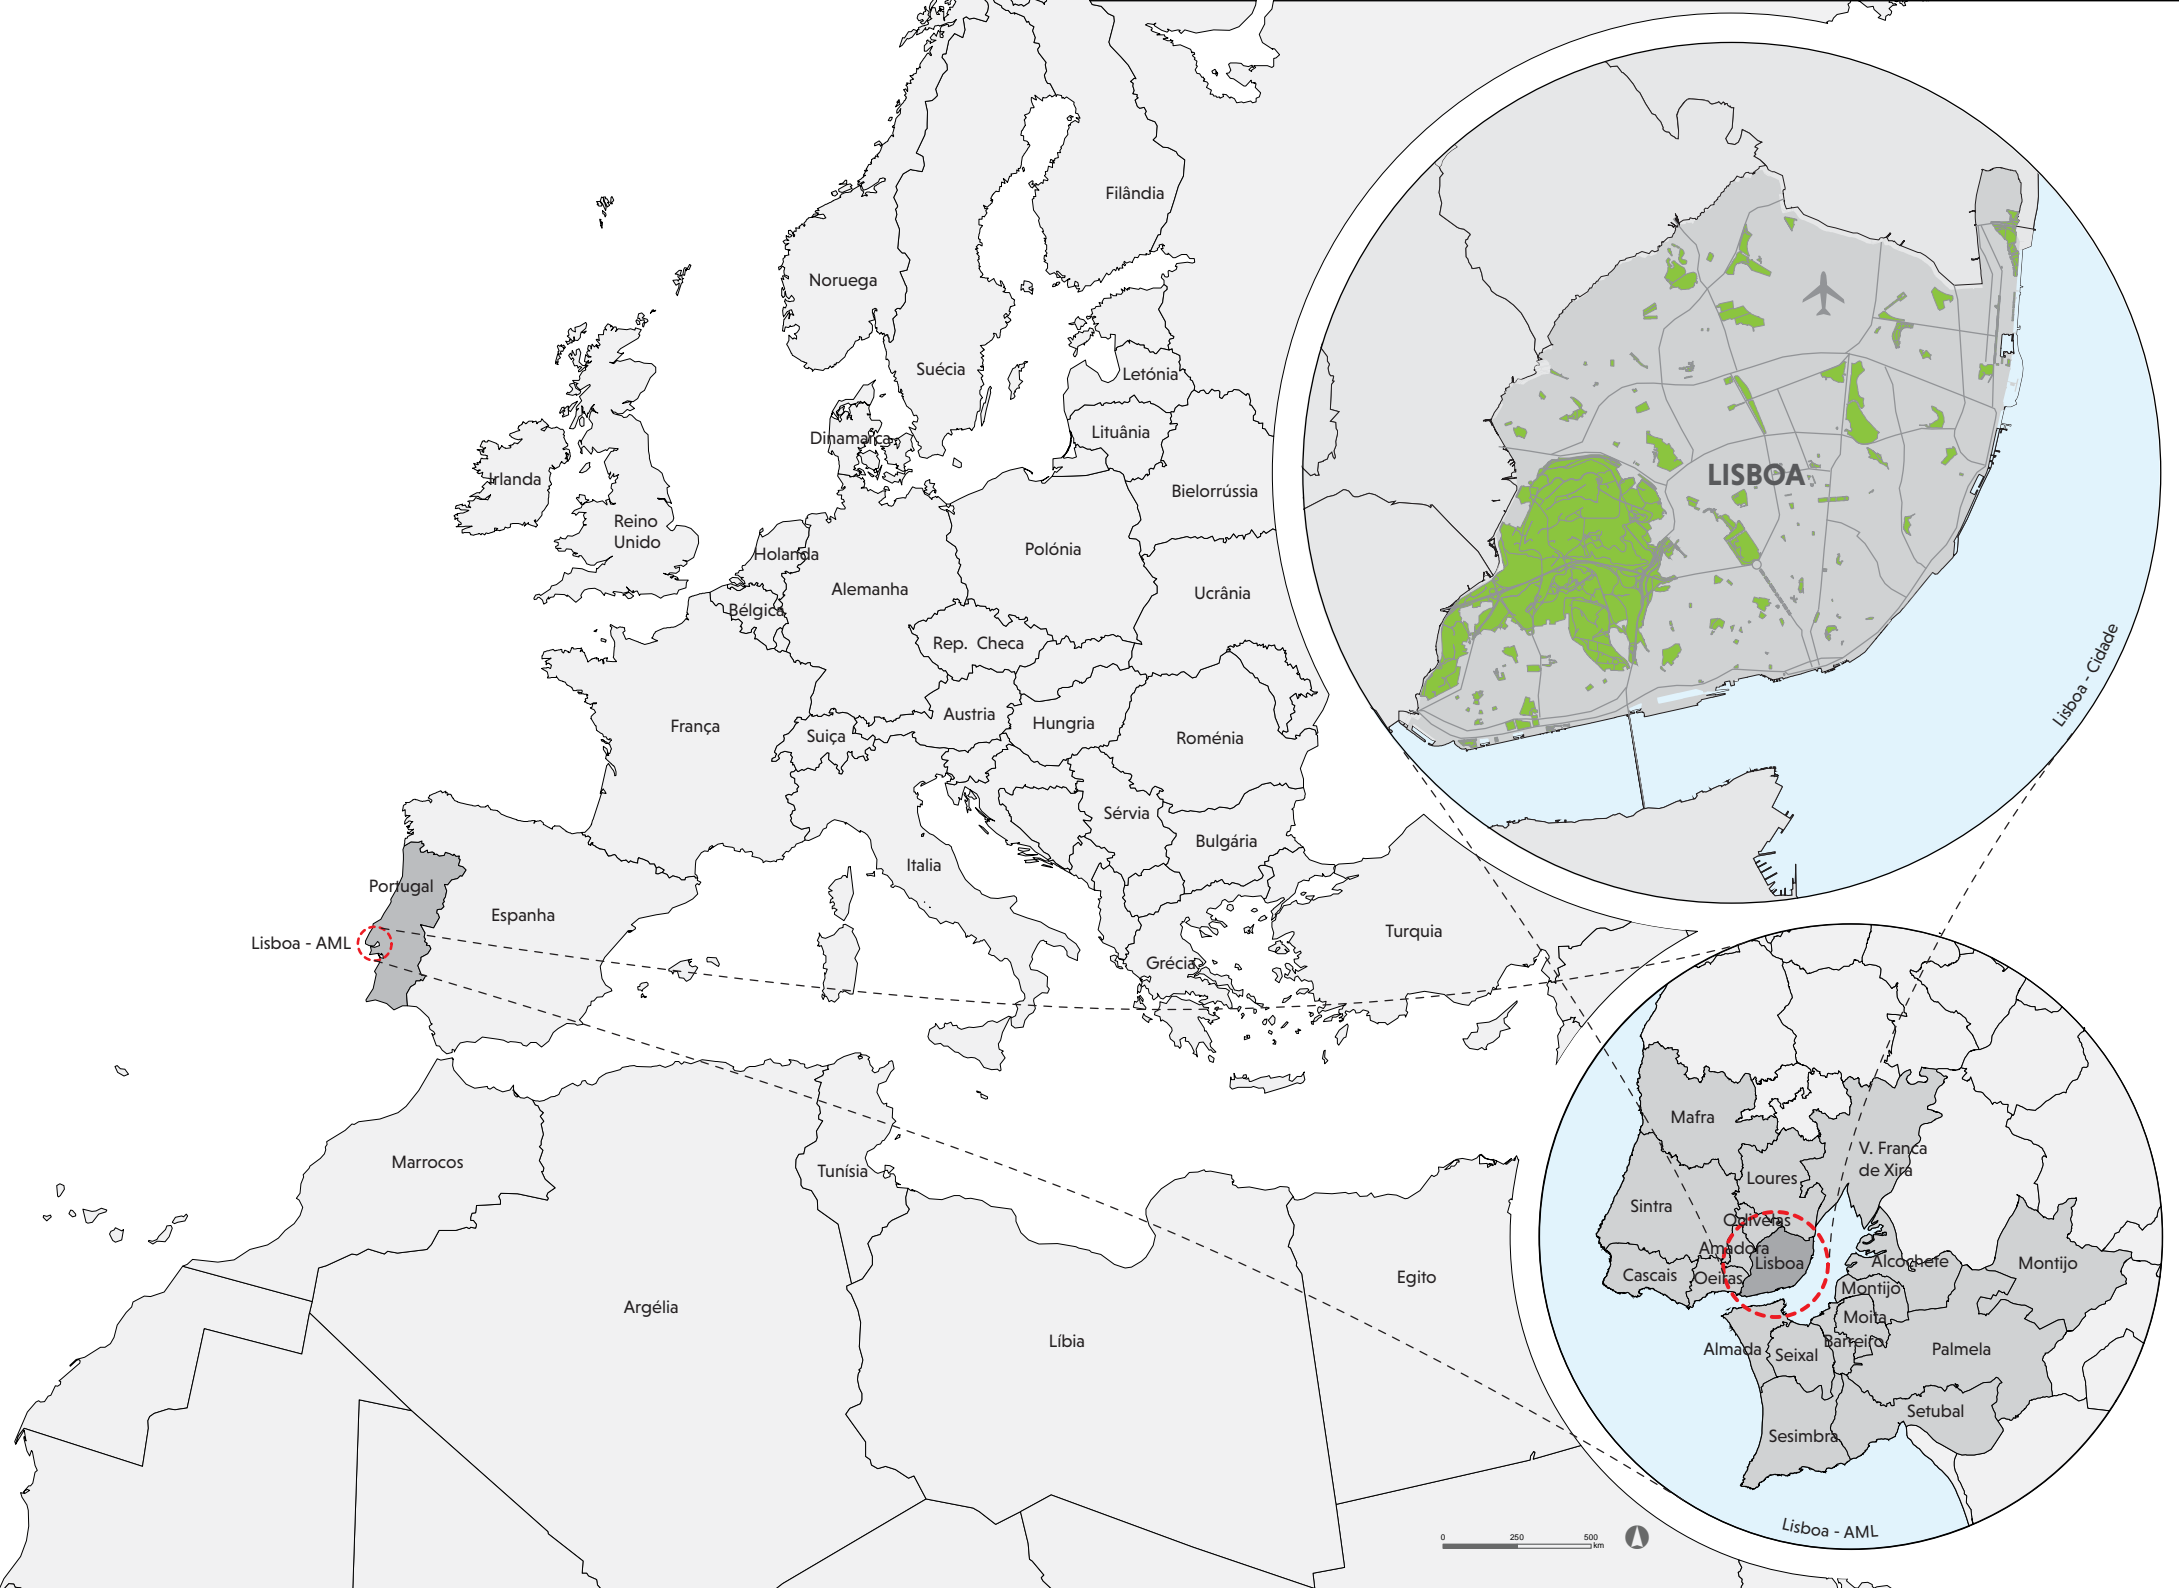 Filândia
Noruega
Suécia
Letónia
Lituânia
Dinamarca
Irlanda
Bielorrússia
Reino
Unido
Holanda
Polónia
Alemanha
Ucrânia
Bélgica
Rep. Checa
França
Austria
Hungria
Suiça
Roménia
Sérvia
Bulgária
Italia
Portugal
Espanha
Lisboa - AML
Turquia
Grécia
Marrocos
Tunísia
Argélia
Líbia
Egito
LISBOA
Lisboa - Cidade
Mafra
V. Franca
de Xira
Loures
Sintra
Odivelas
Amadora
Lisboa
Cascais
Oeiras
Alcochete
Montijo
Montijo
Moita
Barreiro
Almada
Seixal
Palmela
Setubal
Sesimbra
Lisboa - AML
0 250 500
km